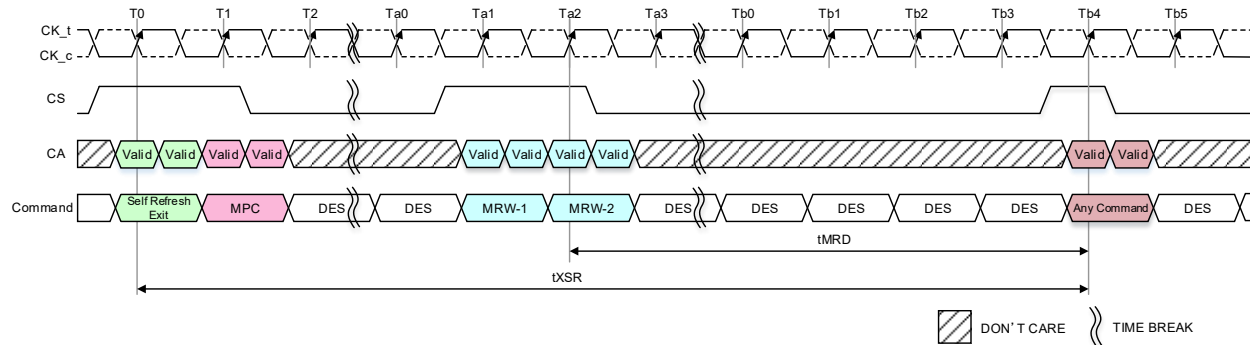 T0 T1 T2 Ta0 Ta1 Ta2 Ta3 Tb0 Tb1 Tb2 Tb3 Tb4 Tb5
CK_t
CK_c
CS
CA Valid Valid Valid Valid Valid Valid Valid Valid Valid Valid
Command Self Refresh Exit MPC DES DES MRW-1 MRW-2 DES DES DES DES DES Any Command DES
tMRD
tXSR
DON'T CARE TIME BREAK